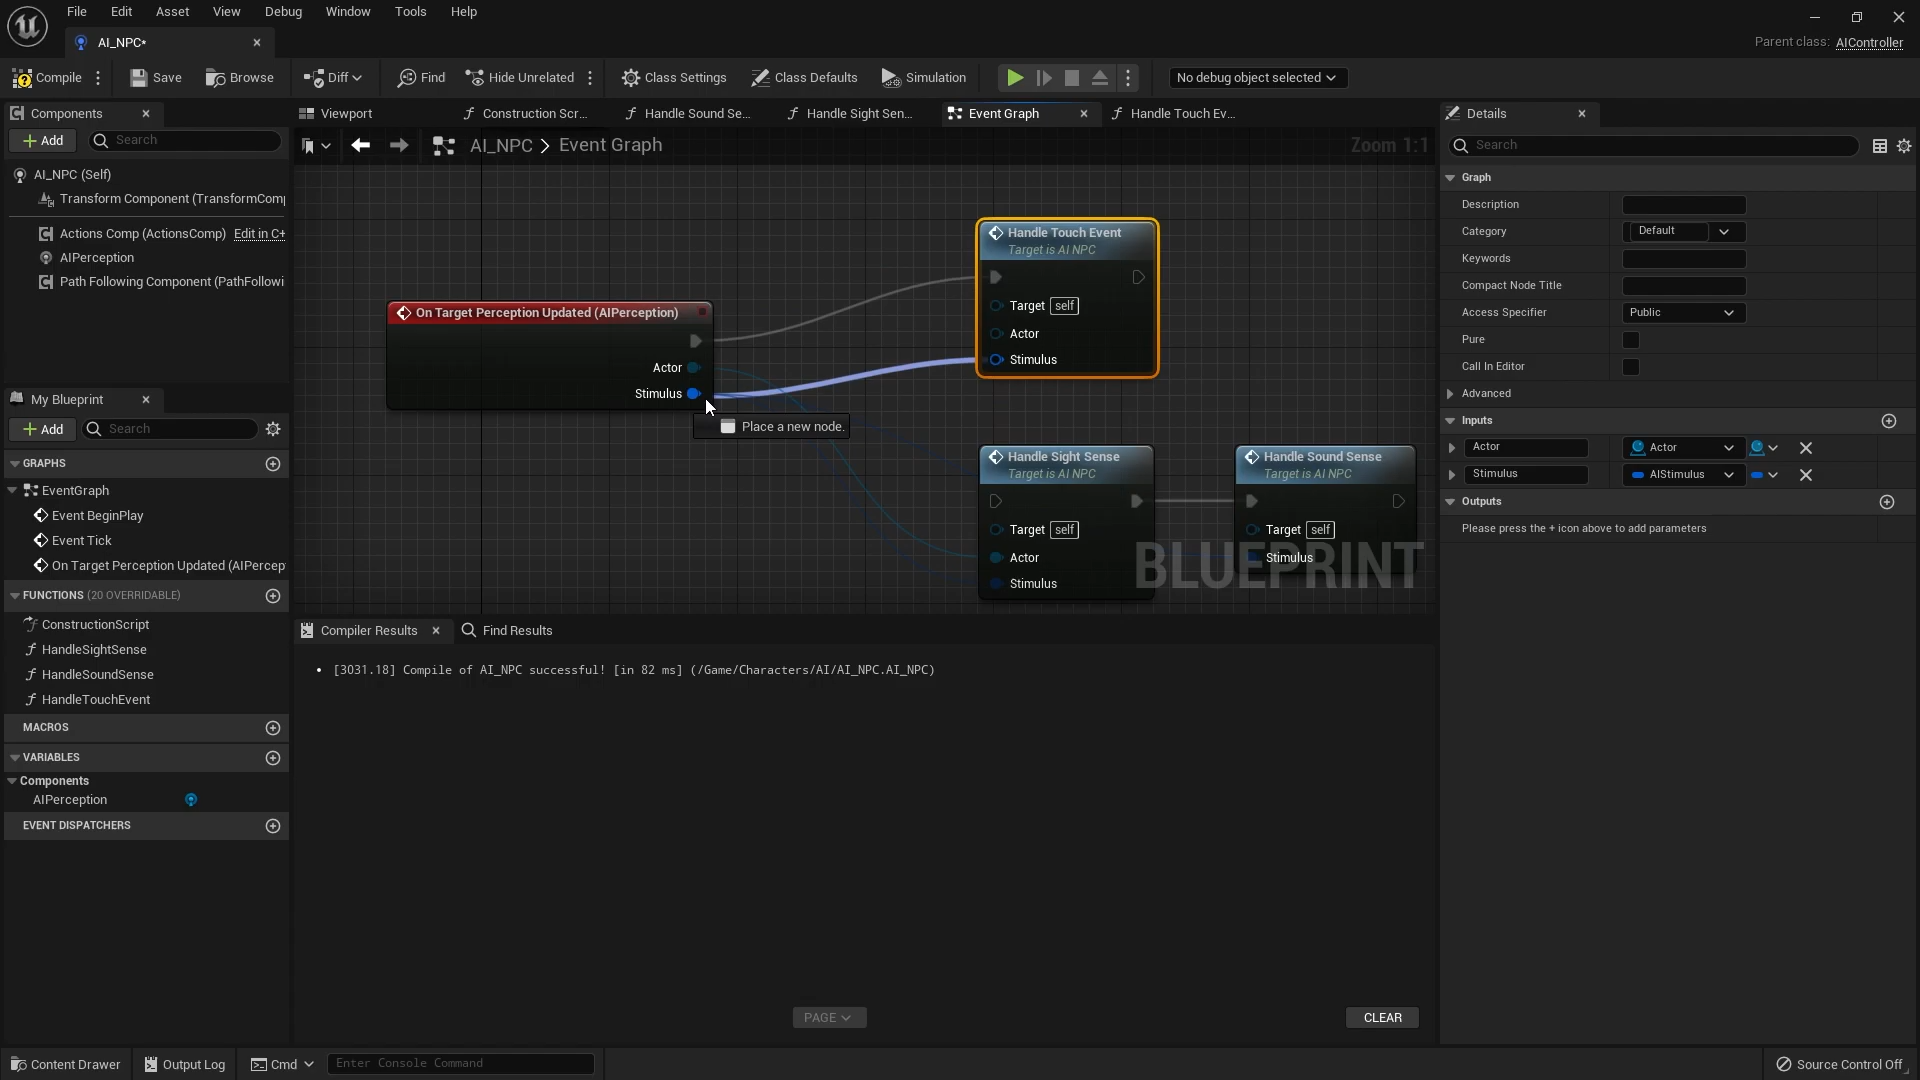 File Edit Asset View Debug Window Tools Help
AI_NPC*
Parent class: AIController
Compile Save Browse Diff Find Hide Unrelated Class Settings Class Defaults Simulation No debug object selected
Components
Add Search
AI_NPC (Self)
Transform Component (TransformComp
Actions Comp (ActionsComp) Edit in C+
AIPerception
Path Following Component (PathFollowi
My Blueprint
Add Search
GRAPHS
EventGraph
Event BeginPlay
Event Tick
On Target Perception Updated (AIPercep
FUNCTIONS (20 OVERRIDABLE)
ConstructionScript
HandleSightSense
HandleSoundSense
HandleTouchEvent
MACROS
VARIABLES
Components
AIPerception
EVENT DISPATCHERS
Viewport Construction Scr... Handle Sound Se... Handle Sight Sen... Event Graph Handle Touch Ev...
AI_NPC > Event Graph
Zoom 1:1
On Target Perception Updated (AIPerception)
Actor
Stimulus
Place a new node.
Handle Touch Event
Target is AI NPC
Target self
Actor
Stimulus
Handle Sight Sense
Target is AI NPC
Target self
Actor
Stimulus
Handle Sound Sense
Target is AI NPC
Target self
Stimulus
BLUEPRINT
Compiler Results Find Results
[3031.18] Compile of AI_NPC successful! [in 82 ms] (/Game/Characters/AI/AI_NPC.AI_NPC)
PAGE
CLEAR
Details
Search
Graph
Description
Category Default
Keywords
Compact Node Title
Access Specifier Public
Pure
Call In Editor
Advanced
Inputs
Actor Actor
Stimulus AIStimulus
Outputs
Please press the + icon above to add parameters
Content Drawer Output Log Cmd Enter Console Command Source Control Off